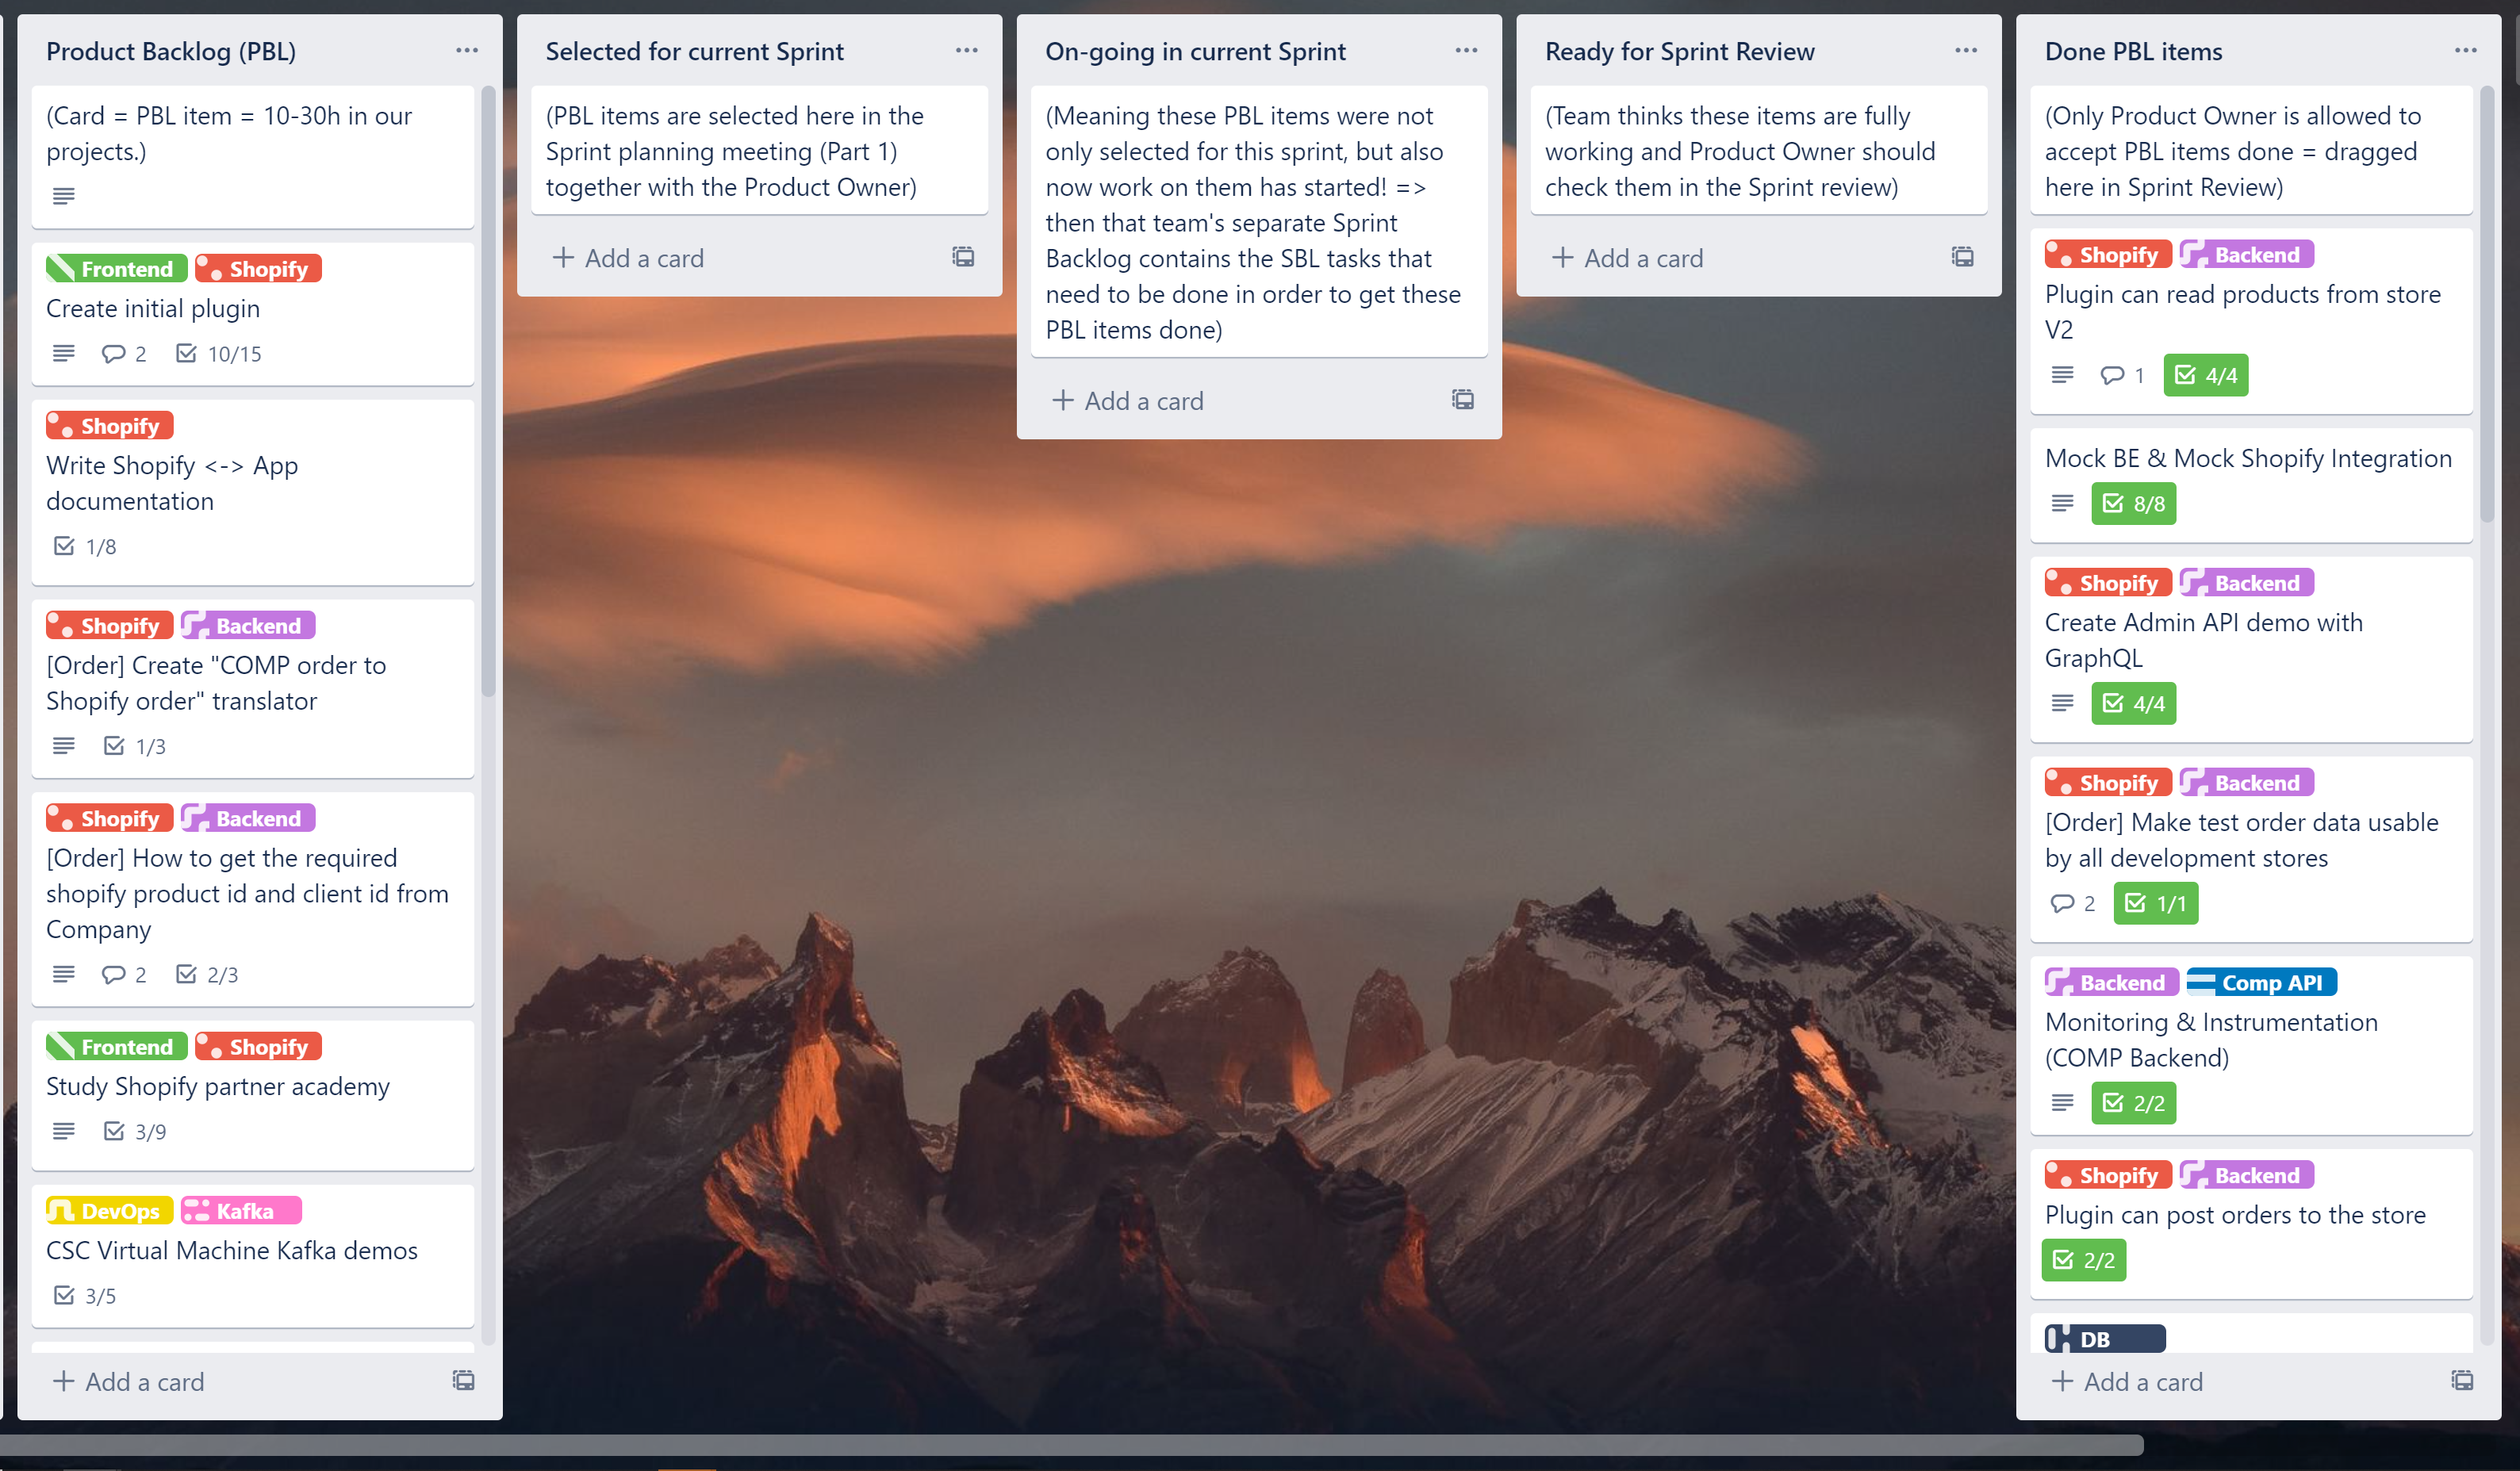 Product Backlog (PBL)
(Card = PBL item = 10-30h in our
projects.)
Frontend Shopify
Create initial plugin
2 10/15
Shopify
Write Shopify <-> App
documentation
1/8
Shopify Backend
[Order] Create "COMP order to
Shopify order" translator
1/3
Shopify Backend
[Order] How to get the required
shopify product id and client id from
Company
2 2/3
Frontend Shopify
Study Shopify partner academy
3/9
DevOps Kafka
CSC Virtual Machine Kafka demos
3/5
+ Add a card
Selected for current Sprint
(PBL items are selected here in the
Sprint planning meeting (Part 1)
together with the Product Owner)
+ Add a card
On-going in current Sprint
(Meaning these PBL items were not
only selected for this sprint, but also
now work on them has started! =>
then that team's separate Sprint
Backlog contains the SBL tasks that
need to be done in order to get these
PBL items done)
+ Add a card
Ready for Sprint Review
(Team thinks these items are fully
working and Product Owner should
check them in the Sprint review)
+ Add a card
Done PBL items
(Only Product Owner is allowed to
accept PBL items done = dragged
here in Sprint Review)
Shopify Backend
Plugin can read products from store
V2
1 4/4
Mock BE & Mock Shopify Integration
8/8
Shopify Backend
Create Admin API demo with
GraphQL
4/4
Shopify Backend
[Order] Make test order data usable
by all development stores
2 1/1
Backend Comp API
Monitoring & Instrumentation
(COMP Backend)
2/2
Shopify Backend
Plugin can post orders to the store
2/2
DB
+ Add a card